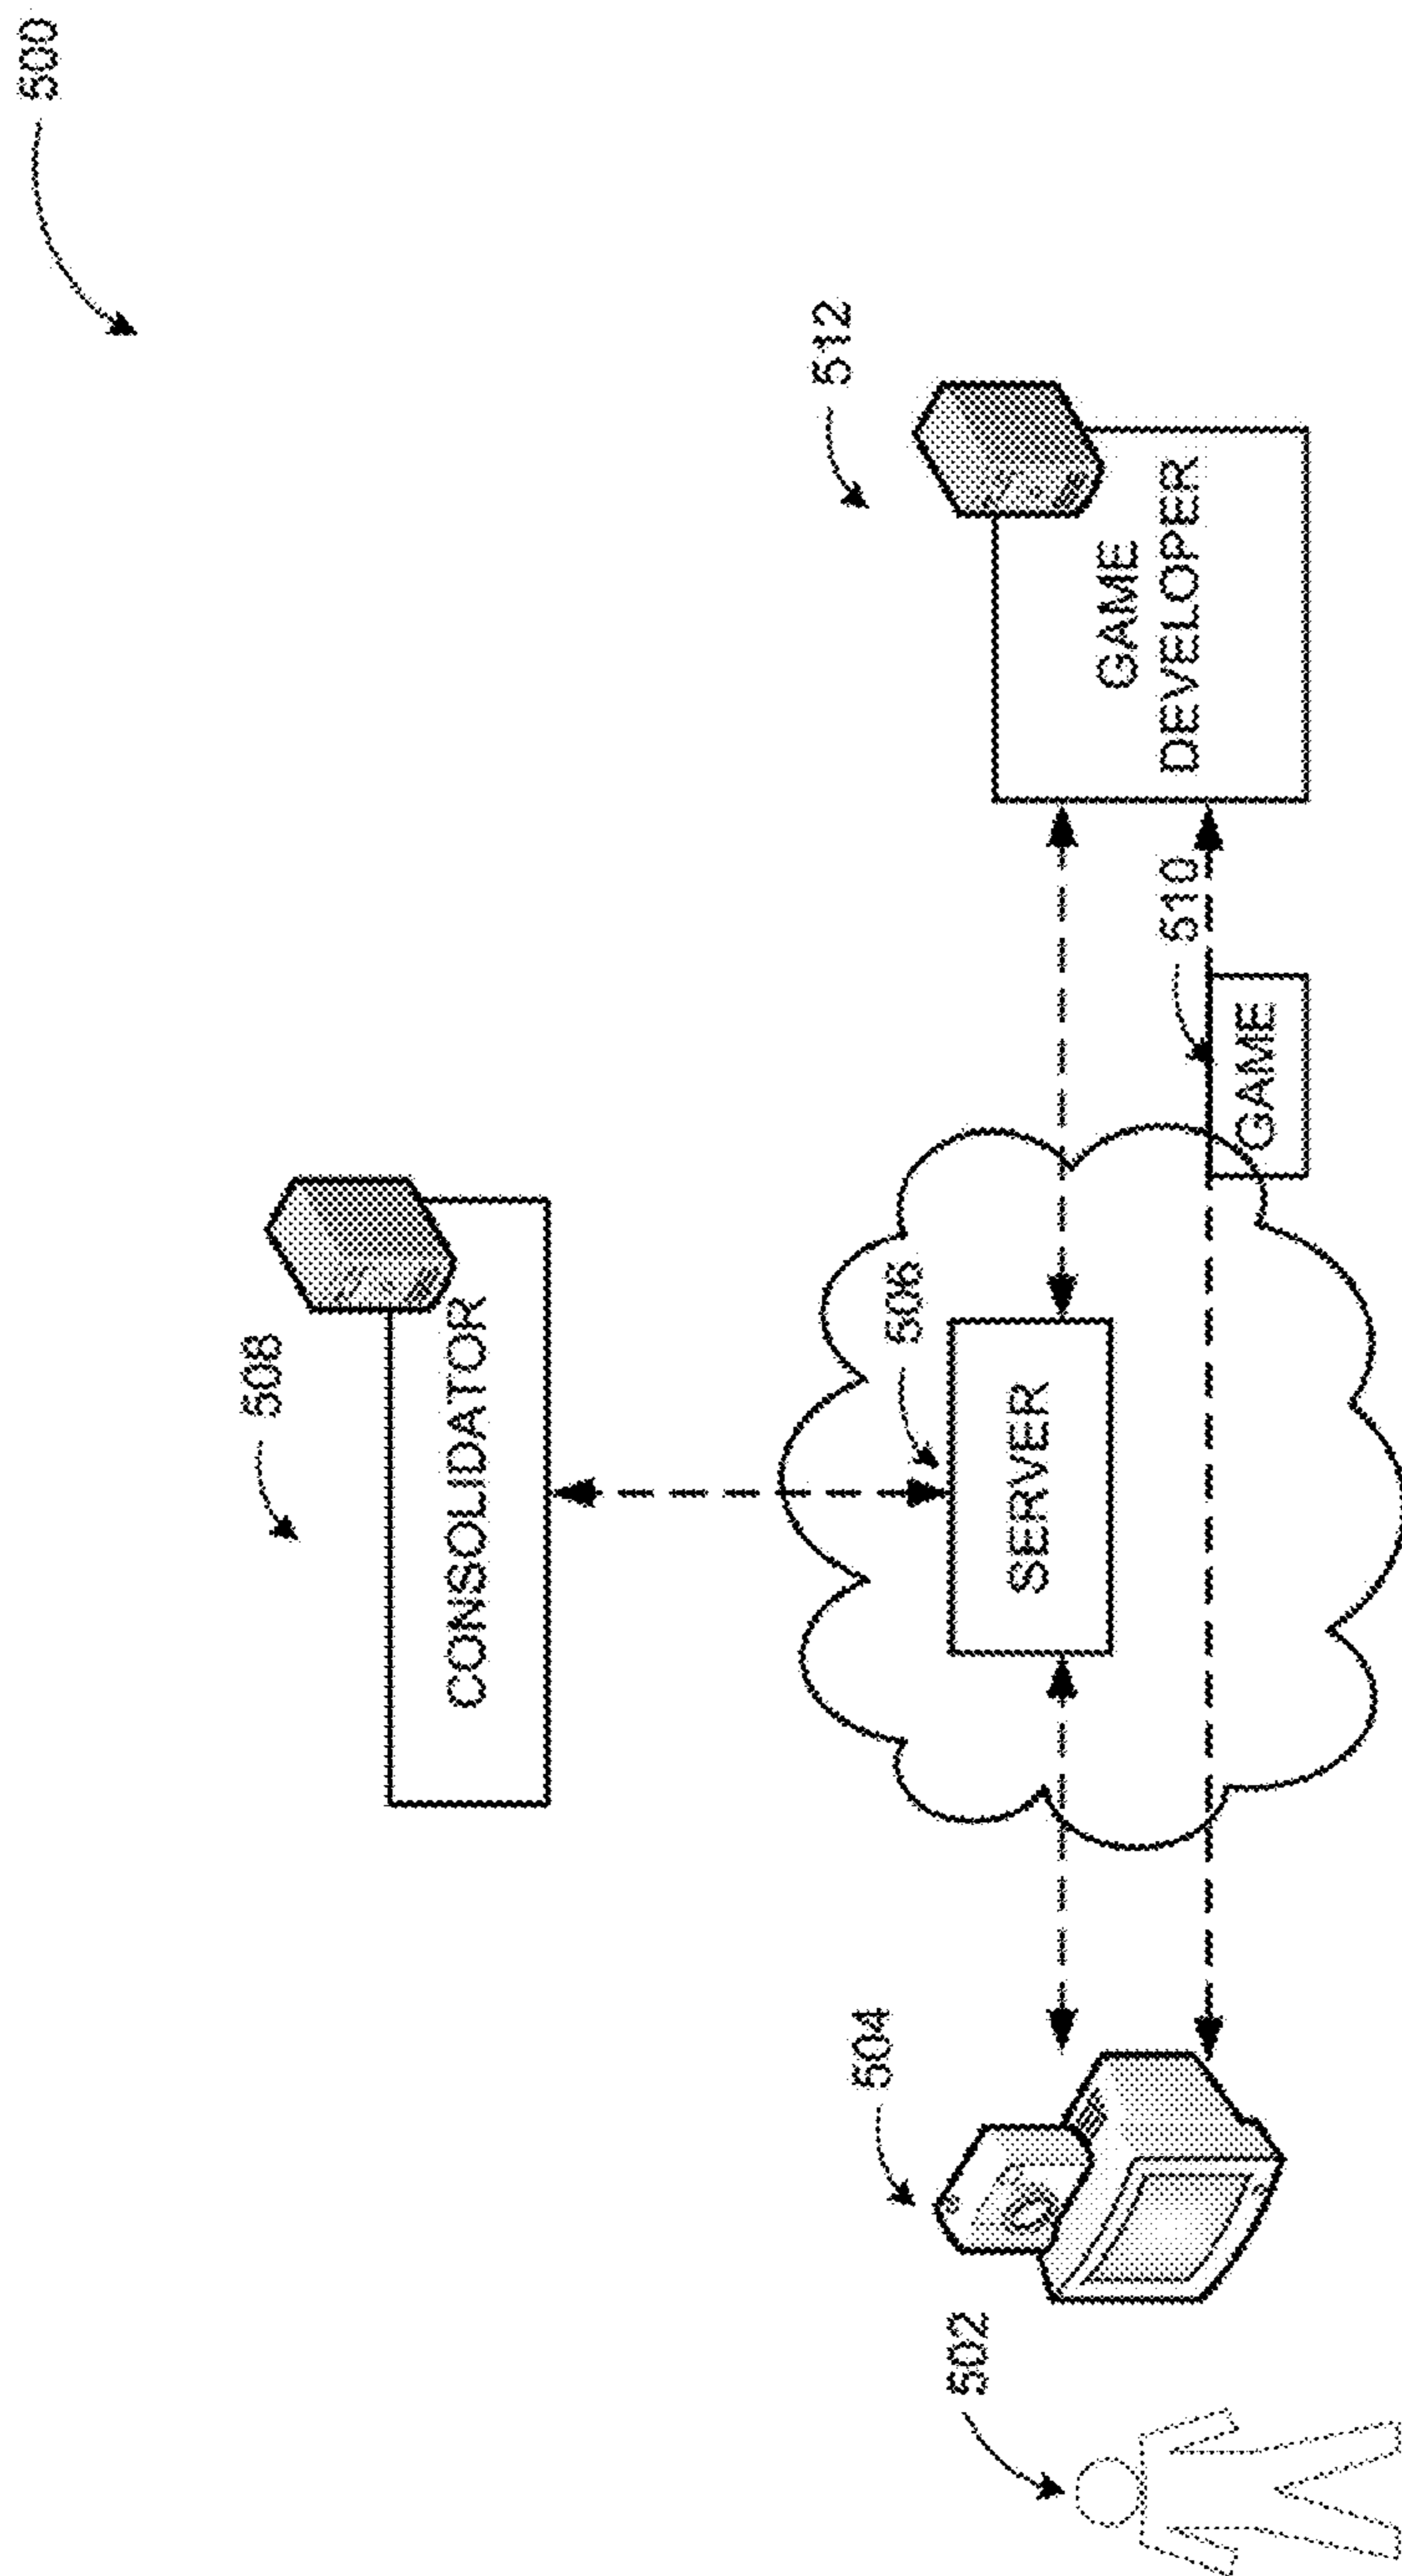 500
508
CONSOLIDATOR
512
506
SERVER
GAME
DEVELOPER
510
GAME
504
502